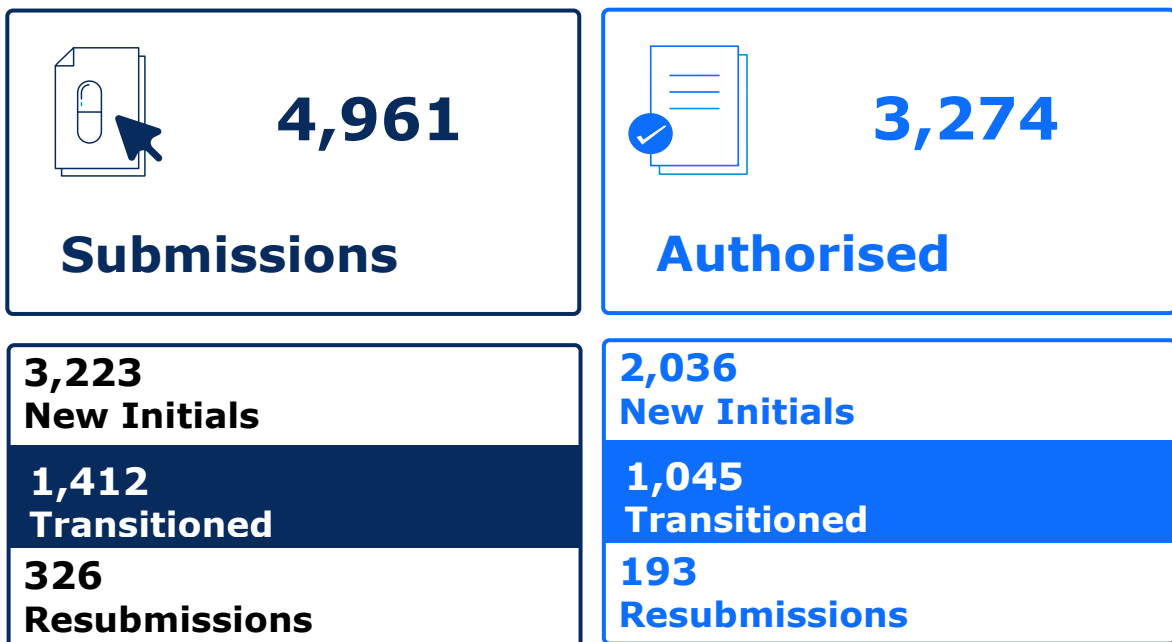 4,961
Submissions
3,274
Authorised
3,223
New Initials
1,412
Transitioned
326
Resubmissions
2,036
New Initials
1,045
Transitioned
193
Resubmissions